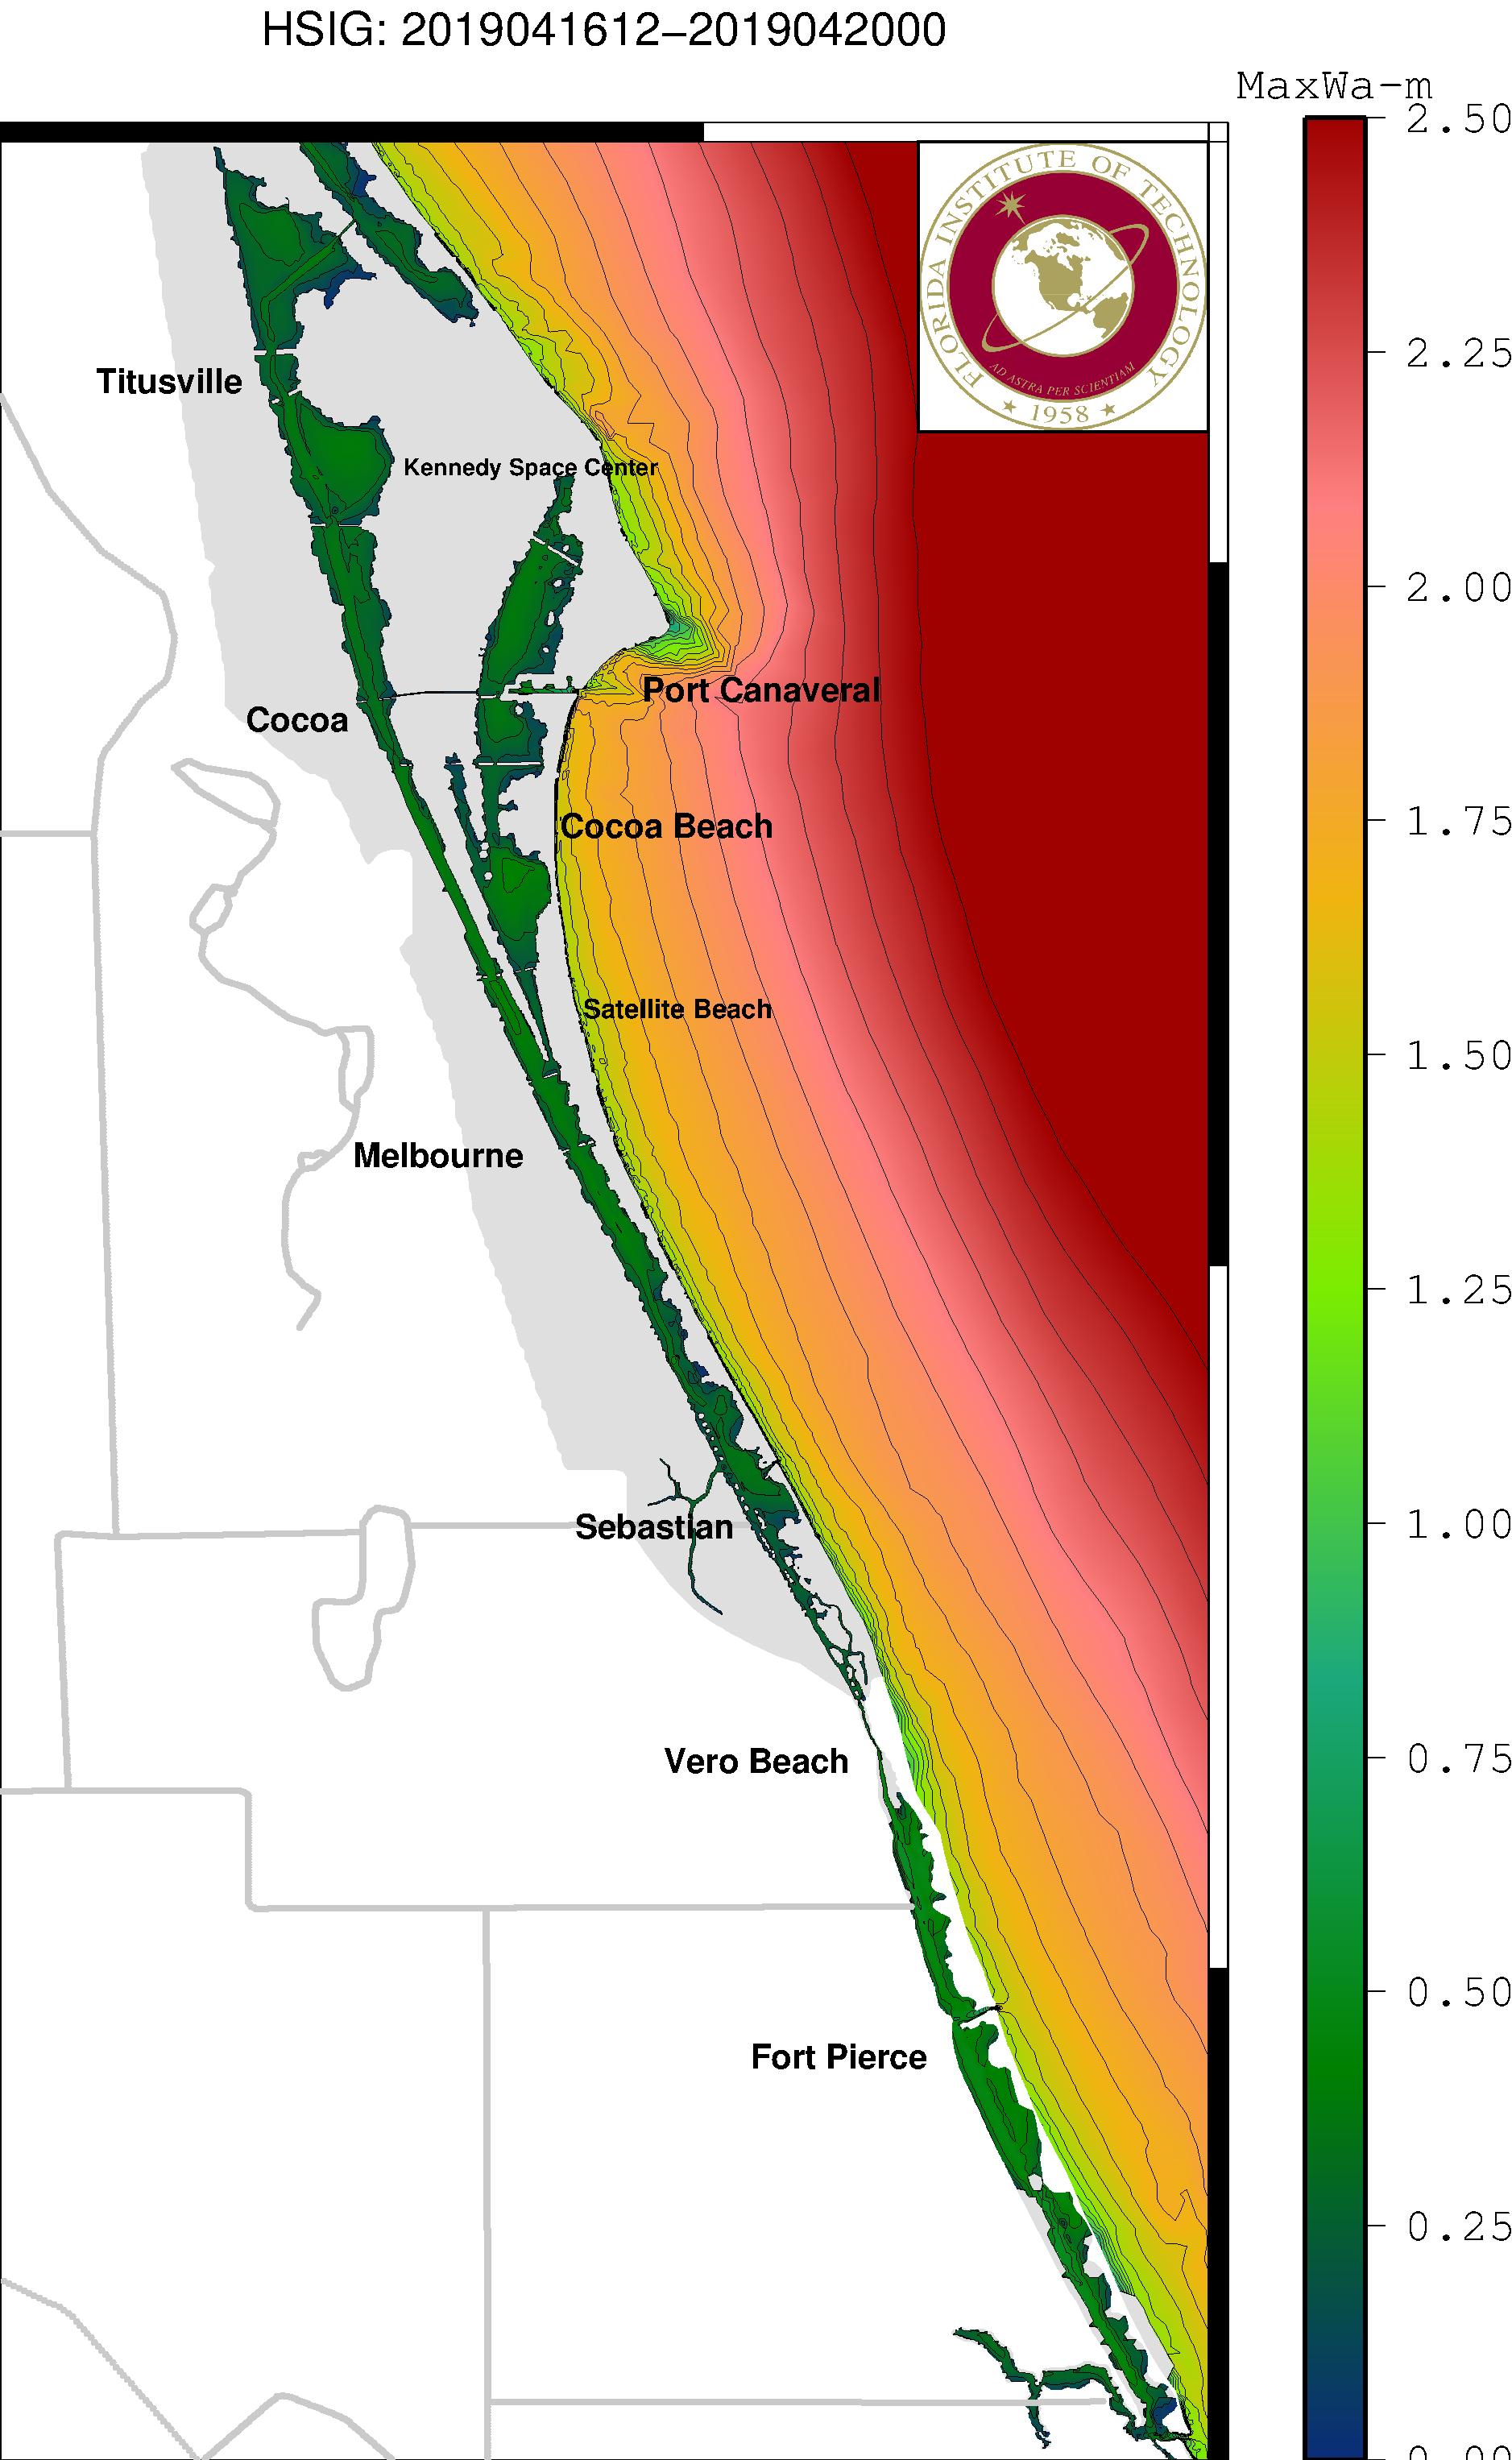 HSIG: 2019041612–2019042000
MaxWa-m
2.50
2.25
2.00
1.75
1.50
1.25
1.00
0.75
0.50
0.25
0.00
FLORIDA INSTITUTE OF TECHNOLOGY
AD ASTRA PER SCIENTIAM
1958
Titusville
Kennedy Space Center
Port Canaveral
Cocoa
Cocoa Beach
Satellite Beach
Melbourne
Sebastian
Vero Beach
Fort Pierce